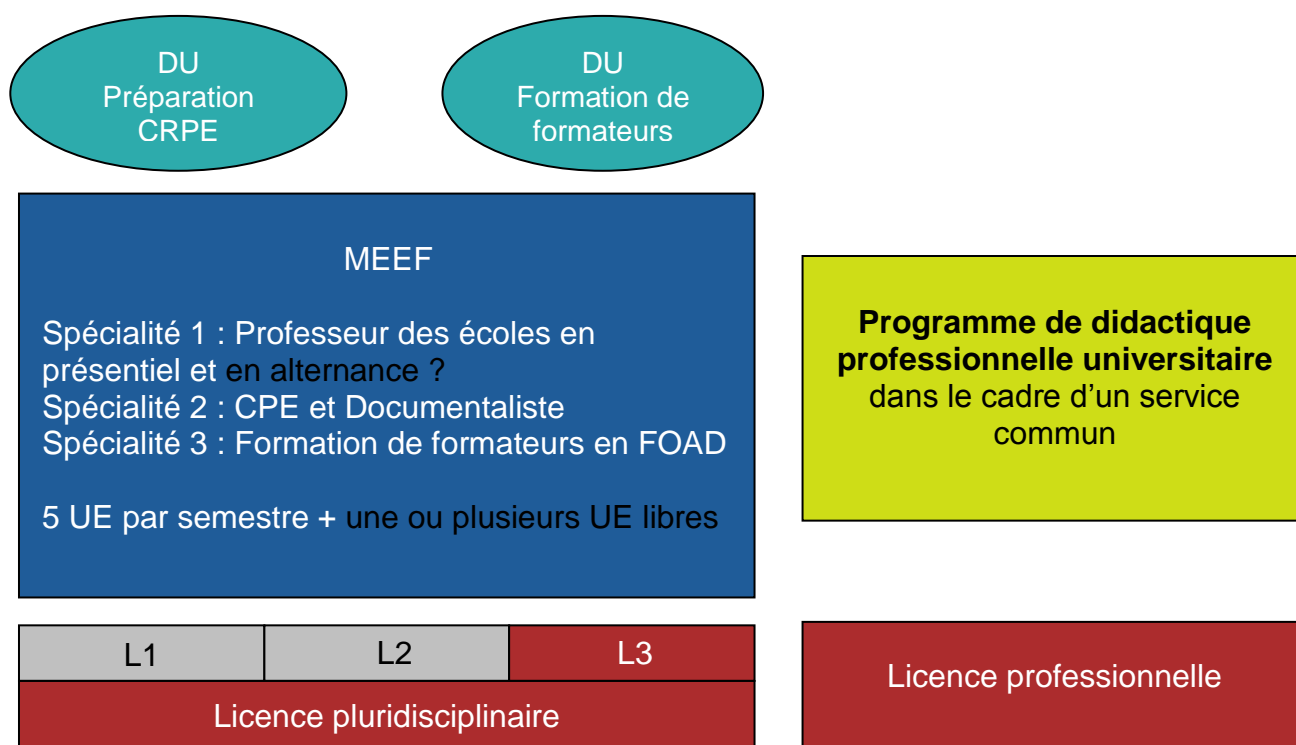 DU
Préparation
CRPE
DU
Formation de
formateurs
MEEF
Spécialité 1 : Professeur des écoles en
présentiel et en alternance ?
Spécialité 2 : CPE et Documentaliste
Spécialité 3 : Formation de formateurs en FOAD
5 UE par semestre + une ou plusieurs UE libres
Programme de didactique
professionnelle universitaire
dans le cadre d’un service
commun
L1
L2
L3
Licence pluridisciplinaire
Licence professionnelle